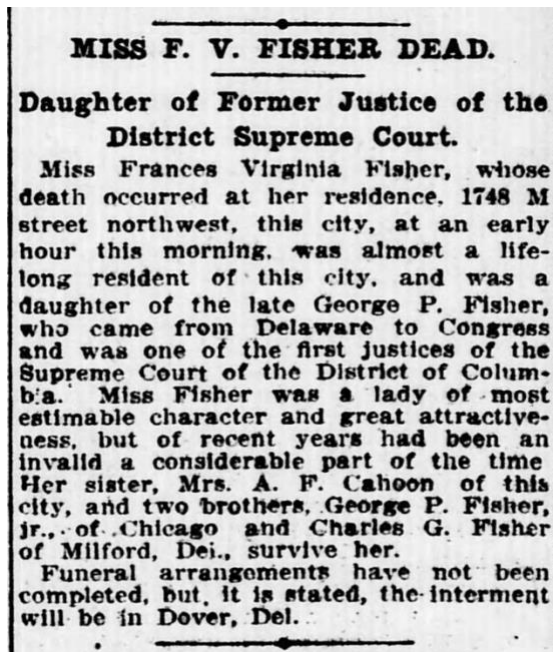 MISS F. V. FISHER DEAD.
Daughter of Former Justice of the
District Supreme Court.
Miss Frances Virginia Fisher, whose
death occurred at her residence, 1748 M
street northwest, this city, at an early
hour this morning, was almost a life-
long resident of this city, and was a
daughter of the late George P. Fisher,
who came from Delaware to Congress
and was one of the first justices of the
Supreme Court of the District of Colum-
bia. Miss Fisher was a lady of most
estimable character and great attractive-
ness, but of recent years had been an
invalid a considerable part of the time
Her sister, Mrs. A. F. Cahoon of this
city, and two brothers, George P. Fisher,
jr., of Chicago and Charles G. Fisher
of Milford, Del., survive her.
Funeral arrangements have not been
completed, but, it is stated, the interment
will be in Dover, Del.